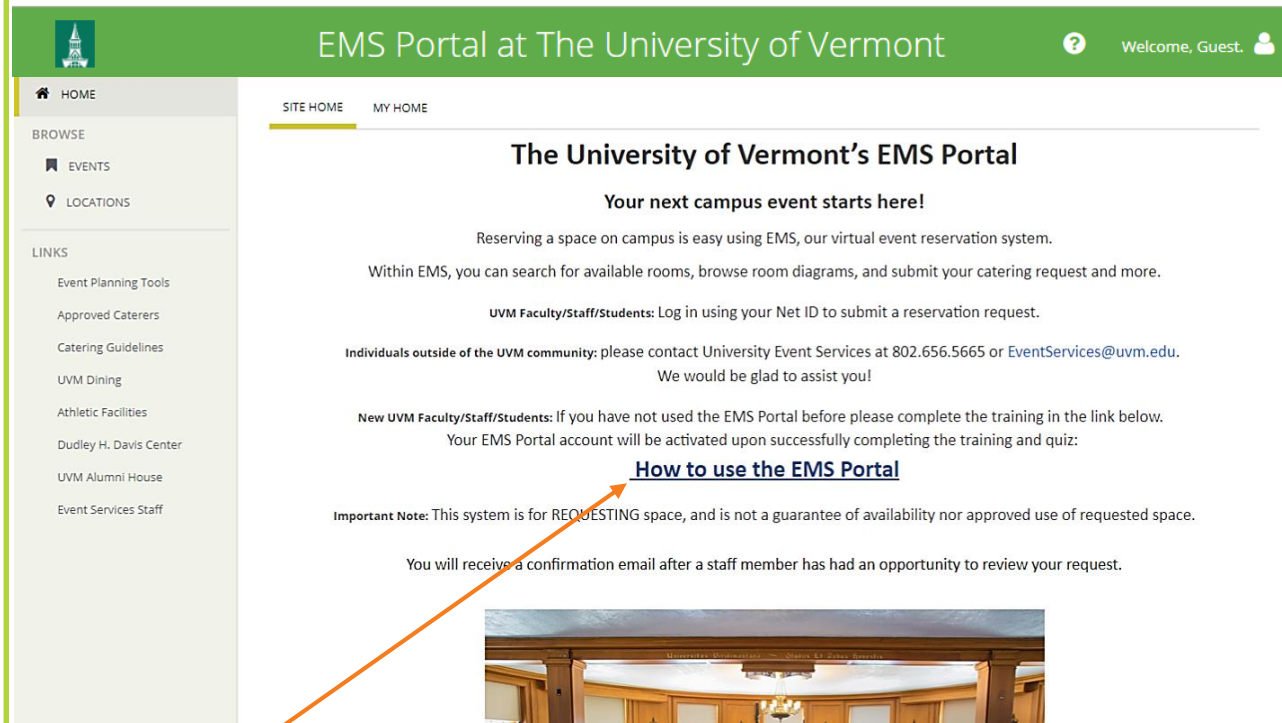 EMS Portal at The University of Vermont
? Welcome, Guest.
HOME
BROWSE
EVENTS
LOCATIONS
LINKS
Event Planning Tools
Approved Caterers
Catering Guidelines
UVM Dining
Athletic Facilities
Dudley H. Davis Center
UVM Alumni House
Event Services Staff
SITE HOME MY HOME
The University of Vermont's EMS Portal
Your next campus event starts here!
Reserving a space on campus is easy using EMS, our virtual event reservation system.
Within EMS, you can search for available rooms, browse room diagrams, and submit your catering request and more.
UVM Faculty/Staff/Students: Log in using your Net ID to submit a reservation request.
Individuals outside of the UVM community: please contact University Event Services at 802.656.5665 or EventServices@uvm.edu.
We would be glad to assist you!
New UVM Faculty/Staff/Students: If you have not used the EMS Portal before please complete the training in the link below.
Your EMS Portal account will be activated upon successfully completing the training and quiz:
How to use the EMS Portal
Important Note: This system is for REQUESTING space, and is not a guarantee of availability nor approved use of requested space.
You will receive a confirmation email after a staff member has had an opportunity to review your request.